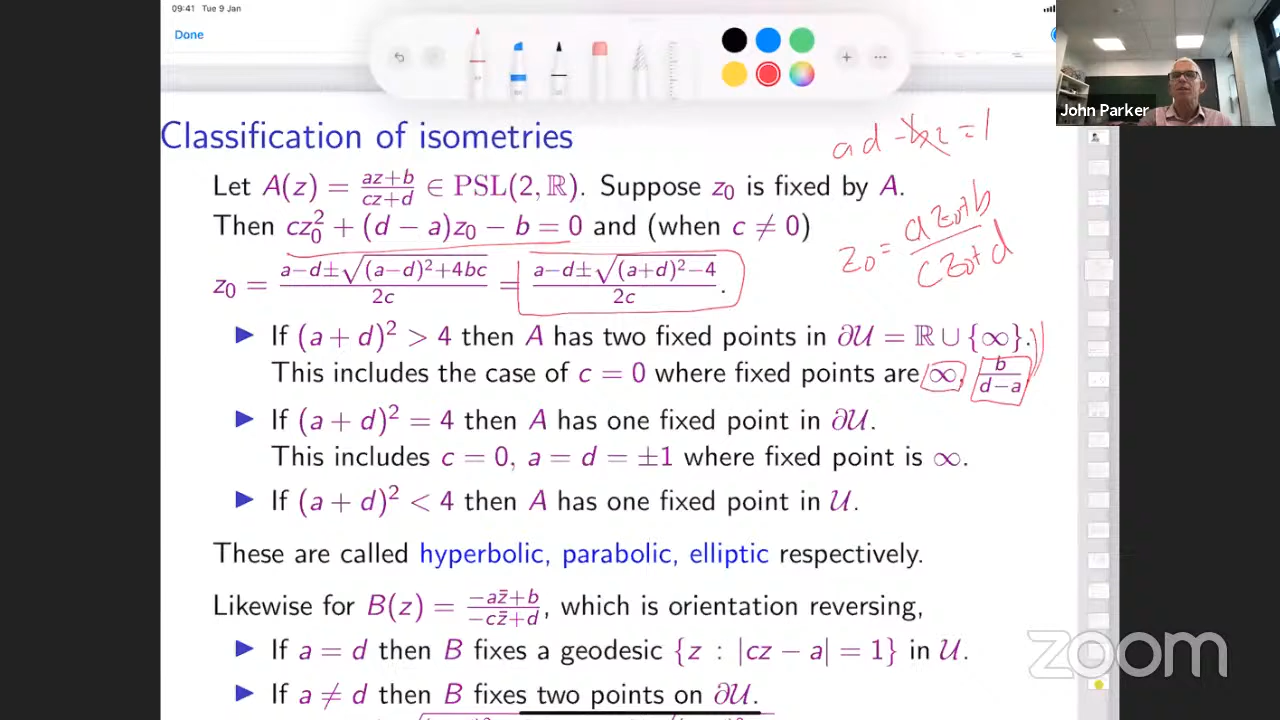 09:41 Tue 9 Jan
Done
John Parker
Classification of isometries
ad - bc = 1
Let A(z) = (az+b)/(cz+d) ∈ PSL(2, ℝ). Suppose z₀ is fixed by A.
Then cz₀² + (d − a)z₀ − b = 0 and (when c ≠ 0)
z₀ = (az₀+b)/(cz₀+d)
z₀ = (a−d±√((a−d)²+4bc))/(2c) = (a−d±√((a+d)²−4))/(2c).
▶ If (a + d)² > 4 then A has two fixed points in ∂𝒰 = ℝ ∪ {∞}.
This includes the case of c = 0 where fixed points are ∞, b/(d−a)
▶ If (a + d)² = 4 then A has one fixed point in ∂𝒰.
This includes c = 0, a = d = ±1 where fixed point is ∞.
▶ If (a + d)² < 4 then A has one fixed point in 𝒰.
These are called hyperbolic, parabolic, elliptic respectively.
Likewise for B(z) = (−az̄+b)/(−cz̄+d), which is orientation reversing,
▶ If a = d then B fixes a geodesic {z : |cz − a| = 1} in 𝒰.
▶ If a ≠ d then B fixes two points on ∂𝒰.
zoom